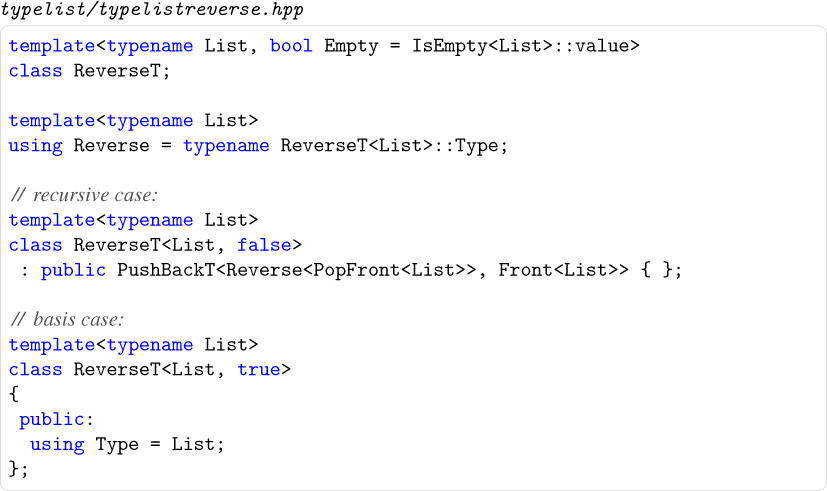 typelist/typelistreverse.hpp
template<typename List, bool Empty = IsEmpty<List>::value>
class ReverseT;
template<typename List>
using Reverse = typename ReverseT<List>::Type;
// recursive case:
template<typename List>
class ReverseT<List, false>
: public PushBackT<Reverse<PopFront<List>>, Front<List>> { };
// basis case:
template<typename List>
class ReverseT<List, true>
{
public:
using Type = List;
};